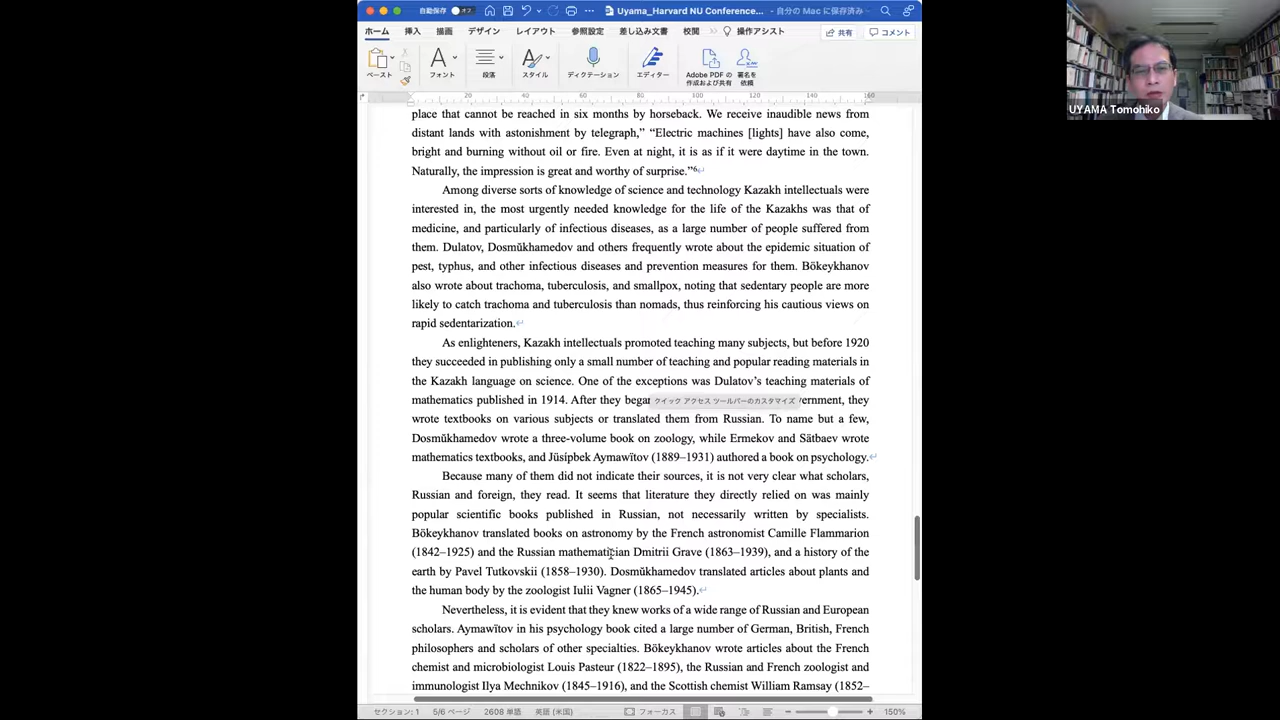 自動保存 オフ
Uyama_Harvard NU Conference... - 自分の Mac に保存済み
ホーム 挿入 描画 デザイン レイアウト 参照設定 差し込み文書 校閲 >> 操作アシスト 共有 コメント
ペースト フォント 段落 スタイル ディクテーション エディター Adobe PDF の 作成および共有 署名を 依頼
20 40 60 80 100 120 140 160
place that cannot be reached in six months by horseback. We receive inaudible news from
distant lands with astonishment by telegraph,” “Electric machines [lights] have also come,
bright and burning without oil or fire. Even at night, it is as if it were daytime in the town.
Naturally, the impression is great and worthy of surprise.”6
Among diverse sorts of knowledge of science and technology Kazakh intellectuals were
interested in, the most urgently needed knowledge for the life of the Kazakhs was that of
medicine, and particularly of infectious diseases, as a large number of people suffered from
them. Dulatov, Dosmŭkhamedov and others frequently wrote about the epidemic situation of
pest, typhus, and other infectious diseases and prevention measures for them. Bökeykhanov
also wrote about trachoma, tuberculosis, and smallpox, noting that sedentary people are more
likely to catch trachoma and tuberculosis than nomads, thus reinforcing his cautious views on
rapid sedentarization.
As enlighteners, Kazakh intellectuals promoted teaching many subjects, but before 1920
they succeeded in publishing only a small number of teaching and popular reading materials in
the Kazakh language on science. One of the exceptions was Dulatov’s teaching materials of
mathematics published in 1914. After they began クイック アクセス ツールバーのカスタマイズ vernment, they
wrote textbooks on various subjects or translated them from Russian. To name but a few,
Dosmŭkhamedov wrote a three-volume book on zoology, while Ermekov and Sätbaev wrote
mathematics textbooks, and Jüsipbek Aymawïtov (1889–1931) authored a book on psychology.
Because many of them did not indicate their sources, it is not very clear what scholars,
Russian and foreign, they read. It seems that literature they directly relied on was mainly
popular scientific books published in Russian, not necessarily written by specialists.
Bökeykhanov translated books on astronomy by the French astronomist Camille Flammarion
(1842–1925) and the Russian mathematician Dmitrii Grave (1863–1939), and a history of the
earth by Pavel Tutkovskii (1858–1930). Dosmŭkhamedov translated articles about plants and
the human body by the zoologist Iulii Vagner (1865–1945).
Nevertheless, it is evident that they knew works of a wide range of Russian and European
scholars. Aymawïtov in his psychology book cited a large number of German, British, French
philosophers and scholars of other specialties. Bökeykhanov wrote articles about the French
chemist and microbiologist Louis Pasteur (1822–1895), the Russian and French zoologist and
immunologist Ilya Mechnikov (1845–1916), and the Scottish chemist William Ramsay (1852–
セクション: 1 5/6 ページ 2608 単語 英語 (米国) フォーカス 150%
UYAMA Tomohiko